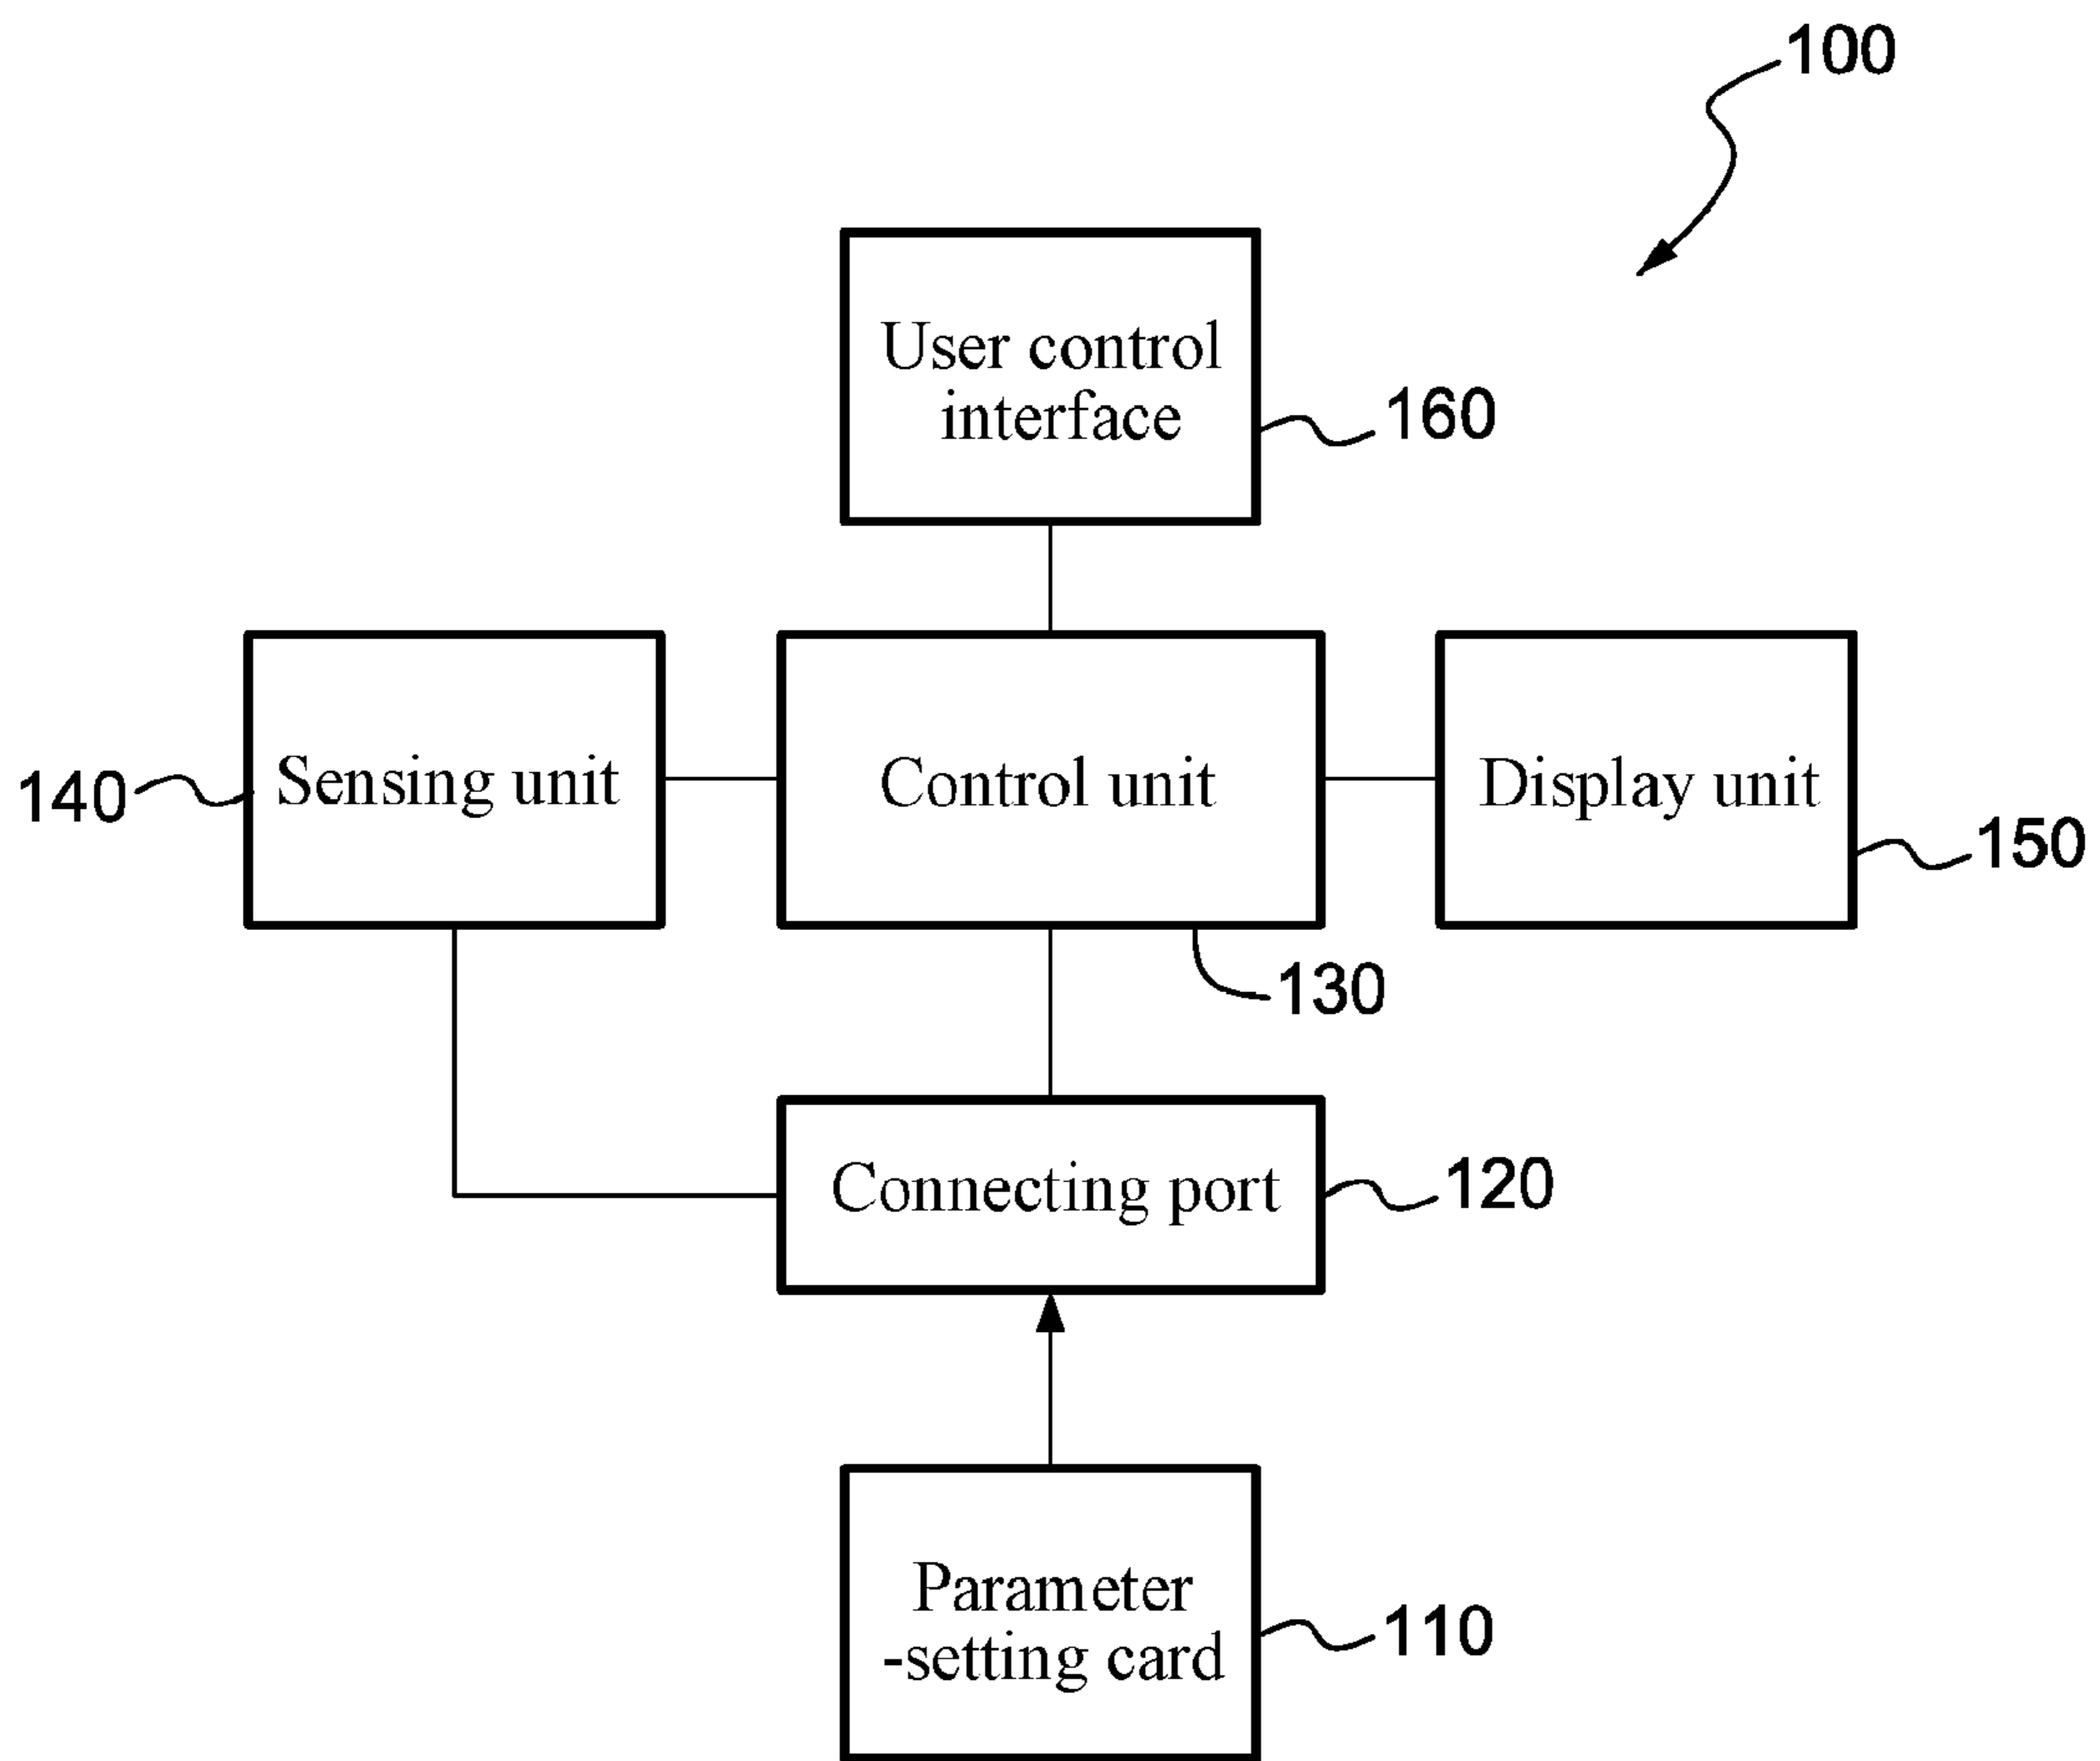 100
User control
interface
160
Sensing unit
Control unit
Display unit
140
150
130
Connecting port
120
Parameter
-setting card
110